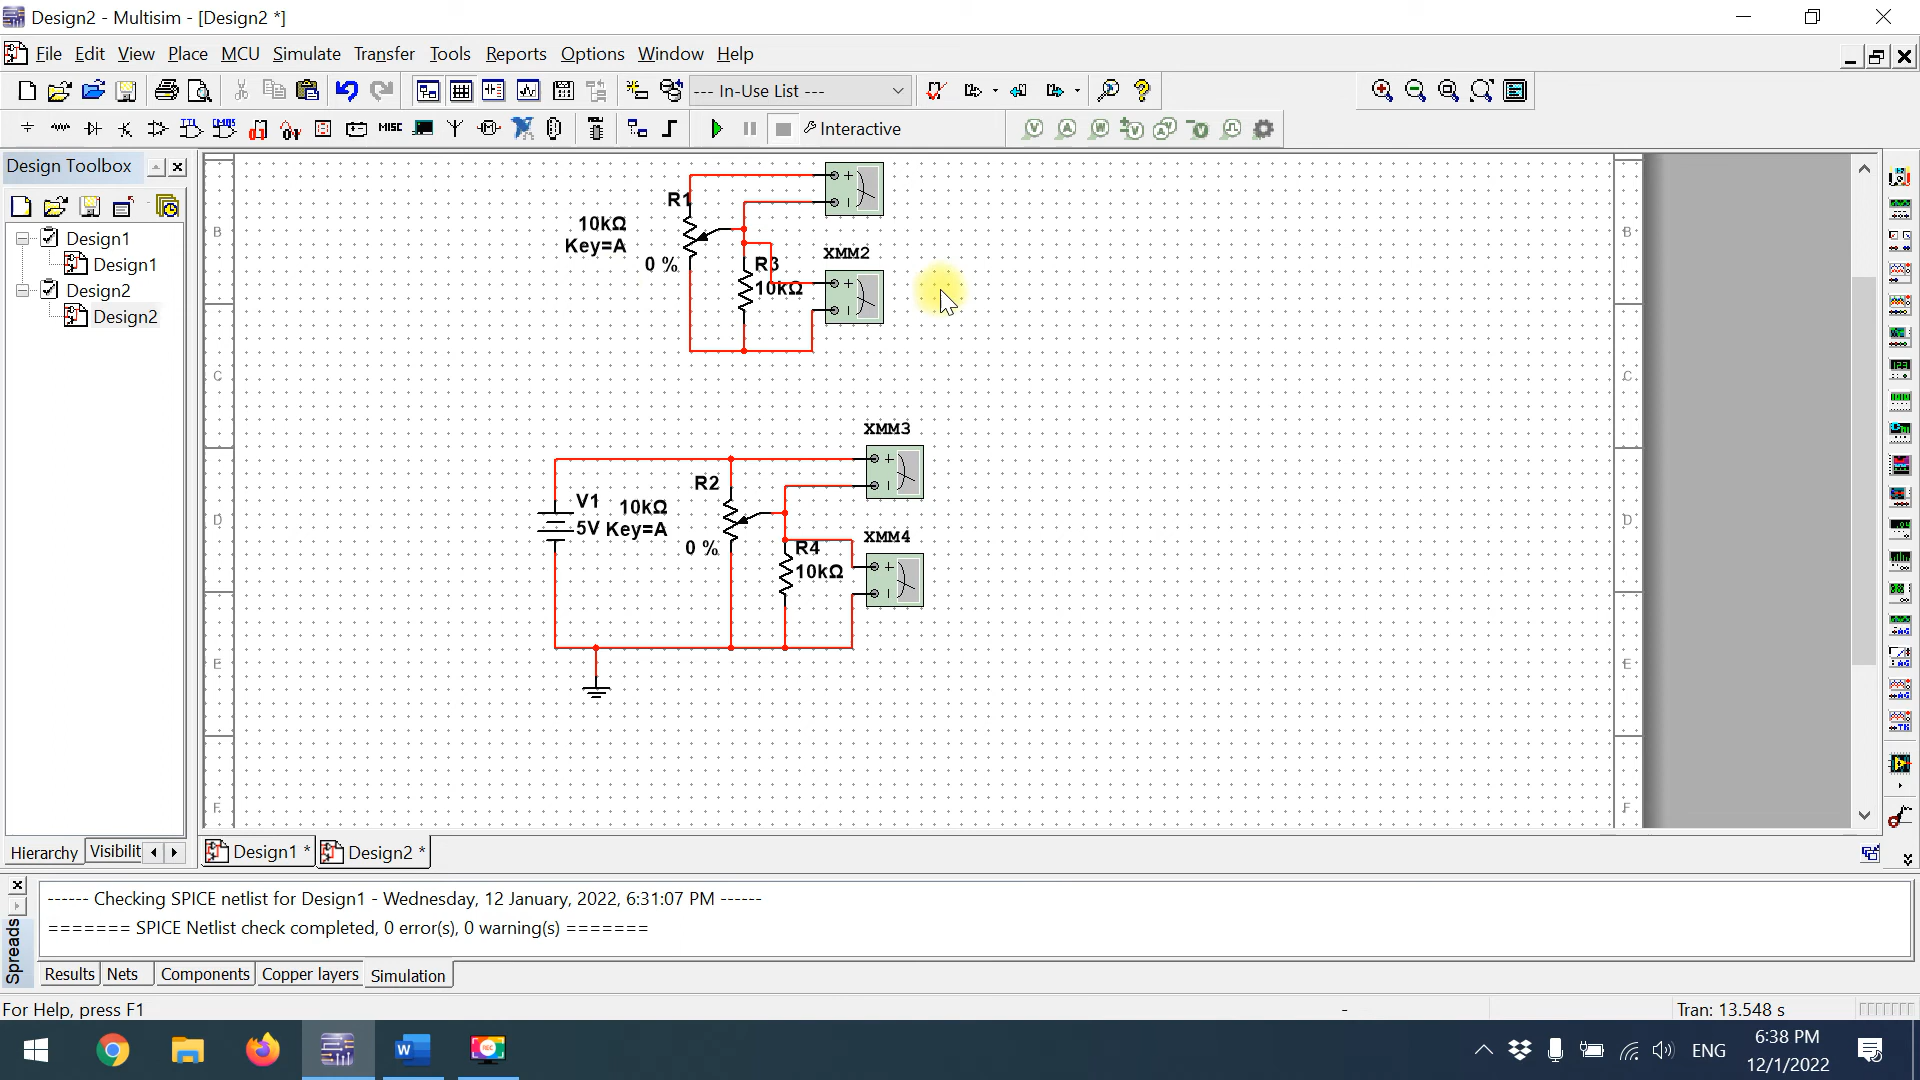 Design2 - Multisim - [Design2 *]
File Edit View Place MCU Simulate Transfer Tools Reports Options Window Help
--- In-Use List ---
MISC Interactive
Design Toolbox
Design1
Design1
Design2
Design2
B
C
D
E
F
R1
10kΩ
Key=A
0 %
R3
10kΩ
XMM2
XMM3
R2
V1 10kΩ
5V Key=A
0 %
R4
10kΩ
XMM4
B
C
D
E
F
Hierarchy Visibilit
Design1 * Design2 *
------ Checking SPICE netlist for Design1 - Wednesday, 12 January, 2022, 6:31:07 PM ------
======= SPICE Netlist check completed, 0 error(s), 0 warning(s) =======
Spreads
Results Nets Components Copper layers Simulation
For Help, press F1 - Tran: 13.548 s
ENG 6:38 PM
12/1/2022